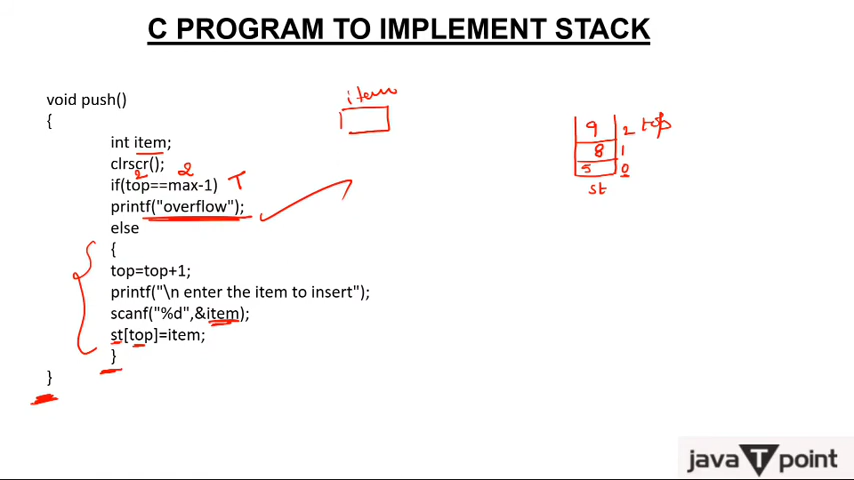 C PROGRAM TO IMPLEMENT STACK
void push()
{
int item;
clrscr();
2 2
if(top==max-1) T
printf("overflow");
else
{
top=top+1;
printf("\n enter the item to insert");
scanf("%d",&item);
st[top]=item;
}
}
item
9 2 top
8 1
5 0
st
java T point